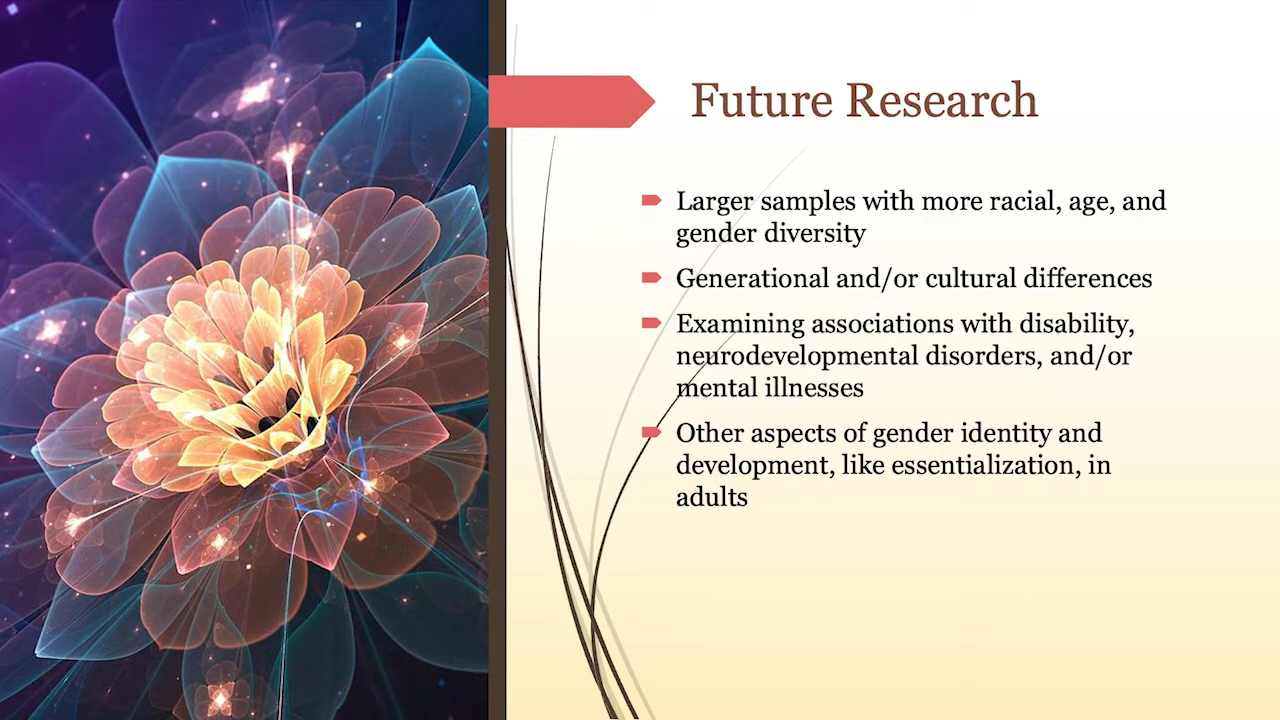 Future Research
Larger samples with more racial, age, and
gender diversity
Generational and/or cultural differences
Examining associations with disability,
neurodevelopmental disorders, and/or
mental illnesses
Other aspects of gender identity and
development, like essentialization, in
adults